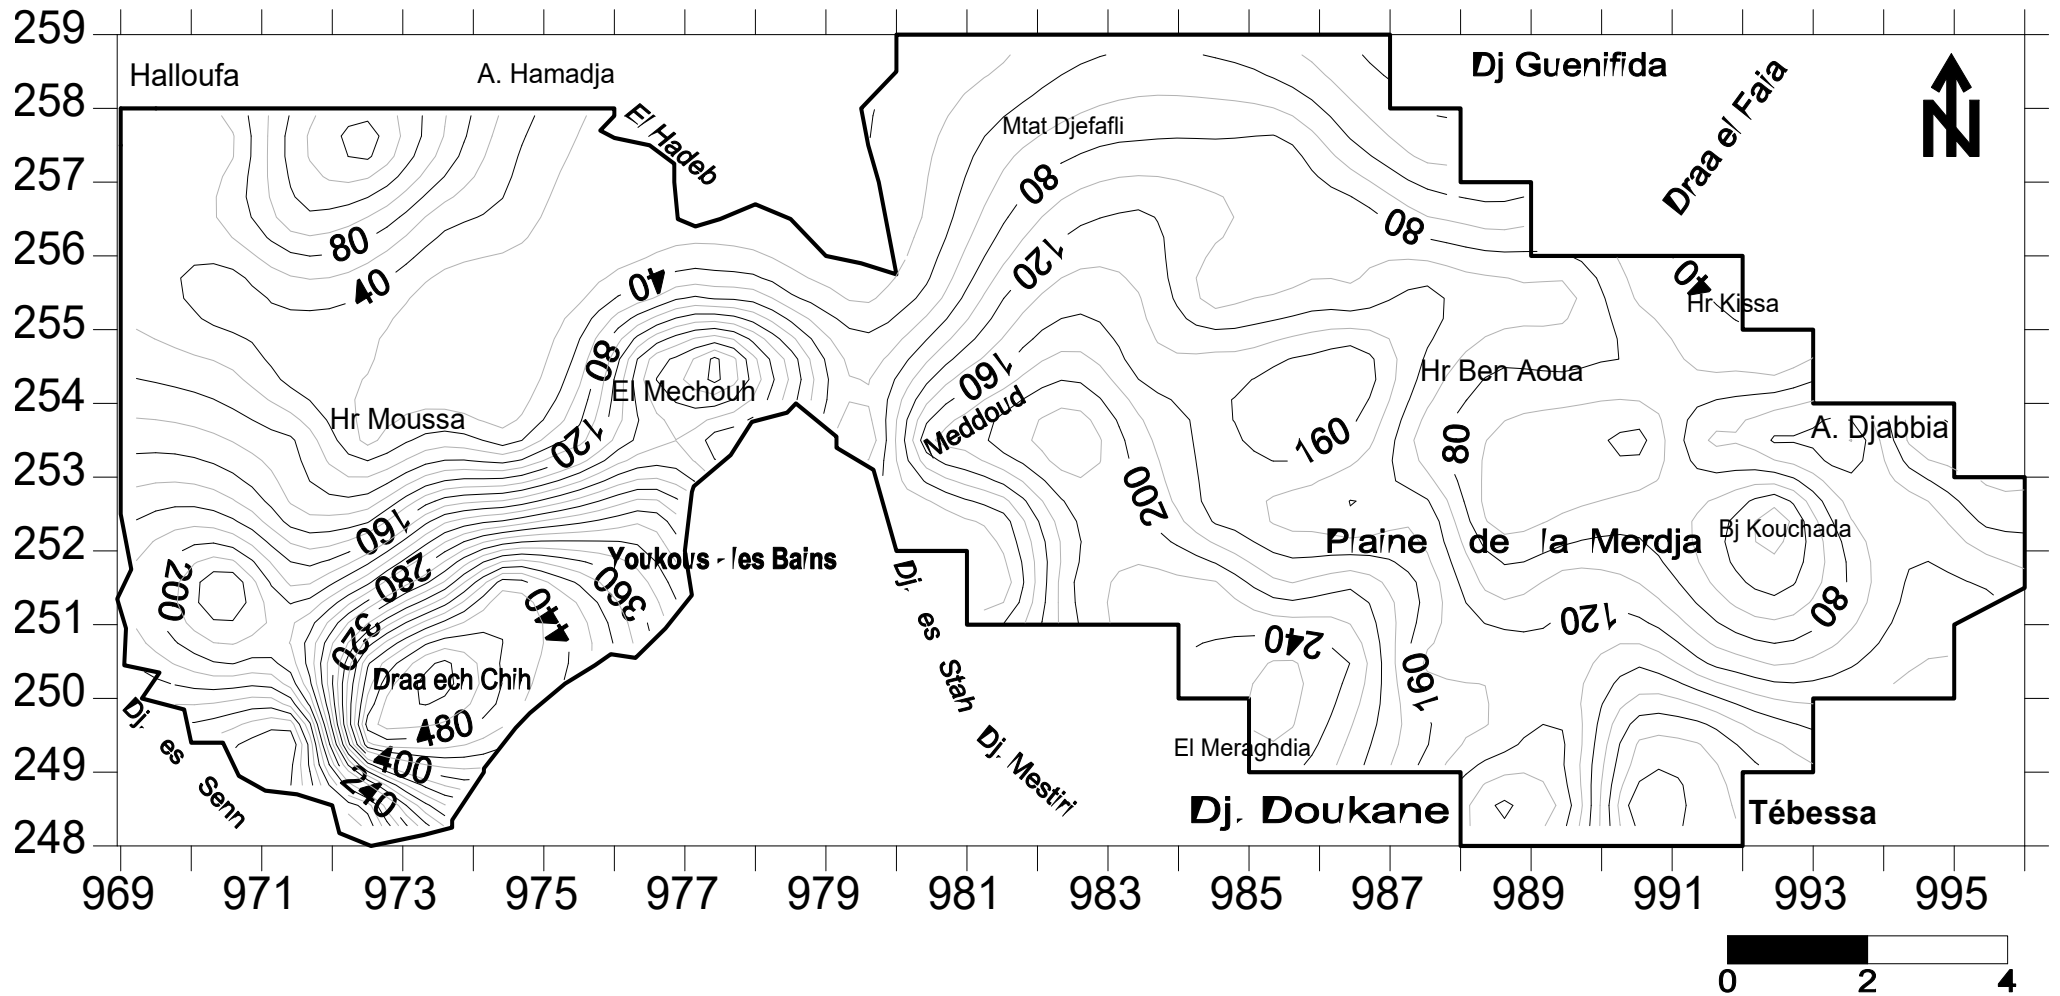 259
258
257
256
255
254
253
252
251
250
249
248
Halloufa
A. Hamadja
El Hadeb
Dj Guenifida
Draa el Faia
N
Mtat Djefafli
80
80
80
40
40
120
40
Hr Kissa
80
El Mechouh
Hr Moussa
120
160
Meddoud
160
Hr Ben Aoua
80
A. Djabbia
200
160
280
200
320
Youkous - les Bains
360
440
Plaine de la Merdja
Bj Kouchada
80
120
240
160
Draa ech Chih
480
400
240
Dj. es Senn
Dj. es Stah
Dj. Mestiri
El Meraghdia
Dj. Doukane
Tébessa
969 971 973 975 977 979 981 983 985 987 989 991 993 995
0 2 4